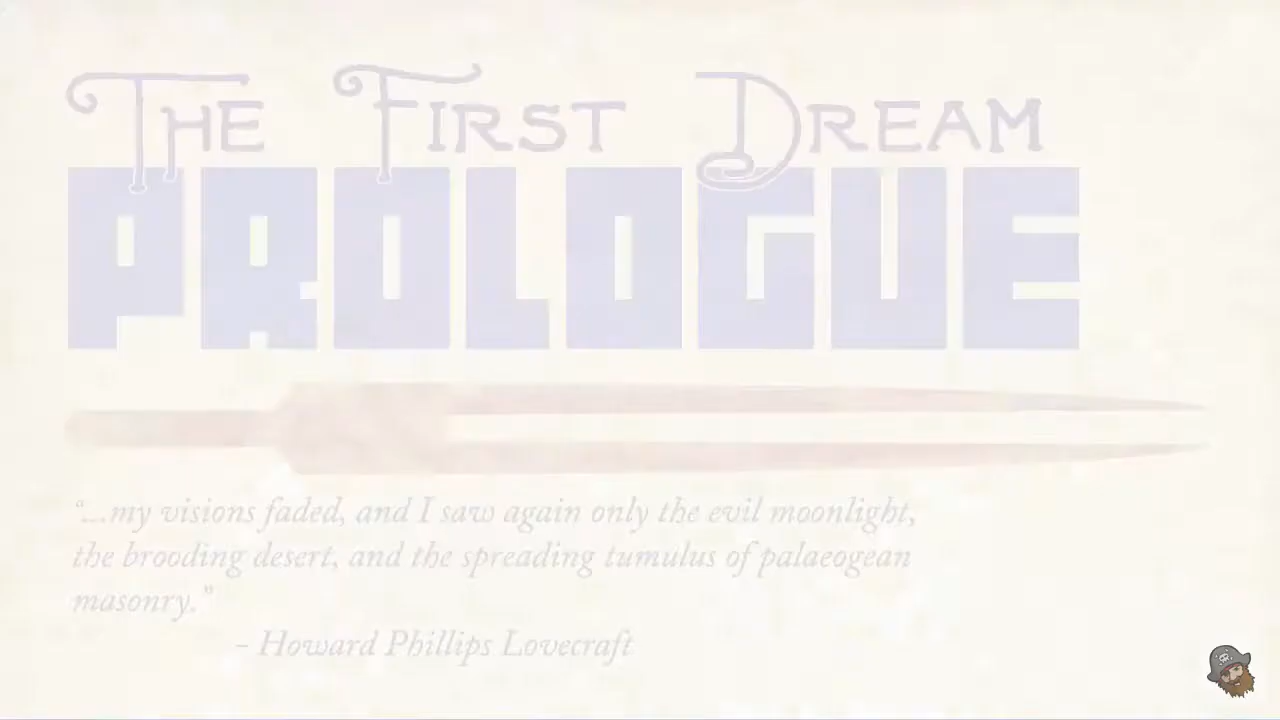 The First Dream
PROLOGUE
“...my visions faded, and I saw again only the evil moonlight,
the brooding desert, and the spreading tumulus of palaeogean
masonry.”
– Howard Phillips Lovecraft